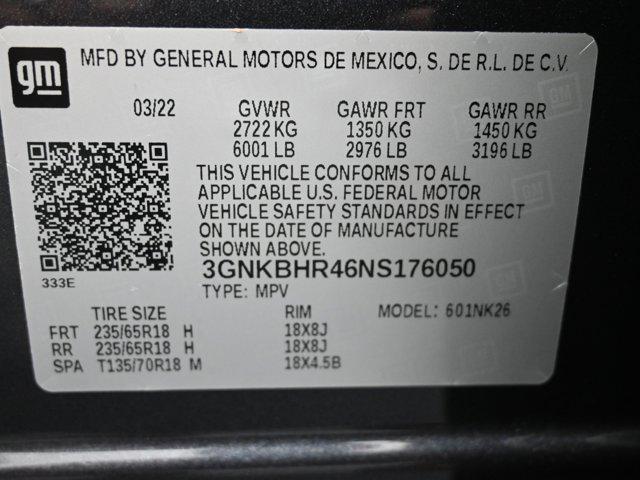 gm
MFD BY GENERAL MOTORS DE MEXICO, S. DE R.L. DE C.V.
03/22 GVWR GAWR FRT GAWR RR
2722 KG 1350 KG 1450 KG
6001 LB 2976 LB 3196 LB
THIS VEHICLE CONFORMS TO ALL
APPLICABLE U.S. FEDERAL MOTOR
VEHICLE SAFETY STANDARDS IN EFFECT
ON THE DATE OF MANUFACTURE
SHOWN ABOVE.
333E
3GNKBHR46NS176050
TYPE: MPV
TIRE SIZE RIM MODEL: 601NK26
FRT 235/65R18 H 18X8J
RR 235/65R18 H 18X8J
SPA T135/70R18 M 18X4.5B